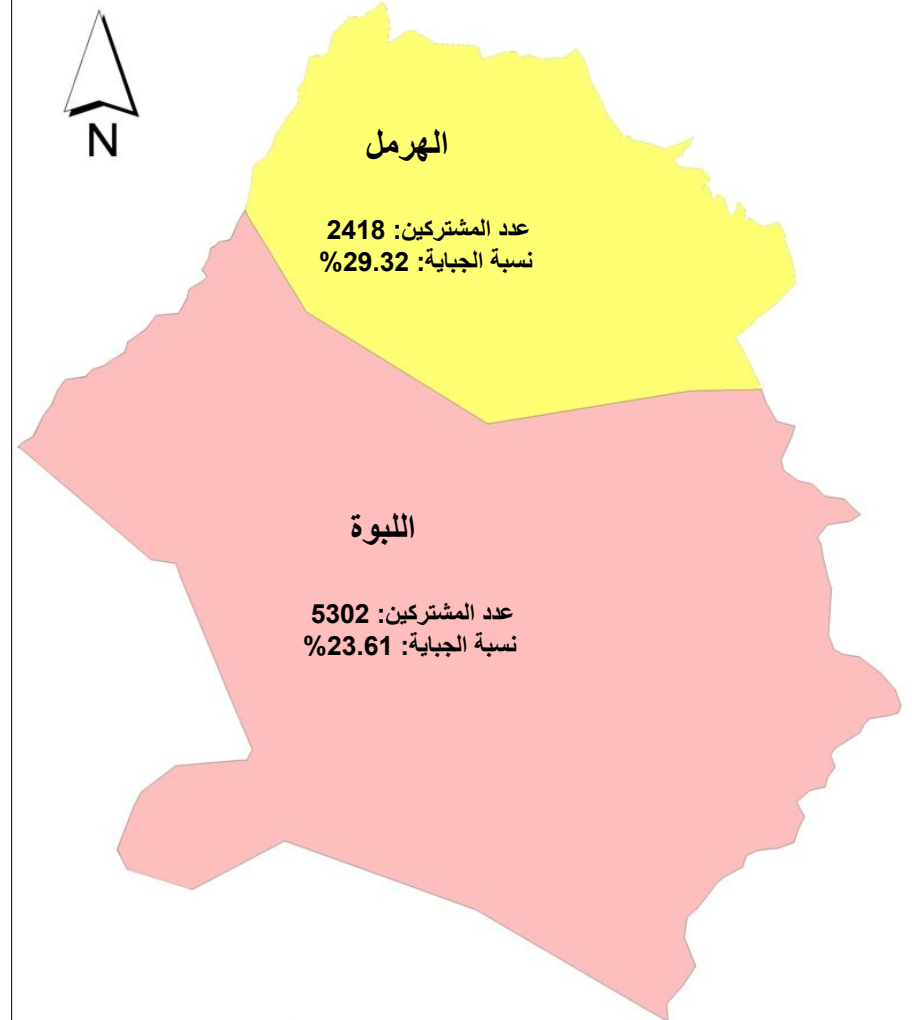 N
الهرمل
عدد المشتركين: 2418
نسبة الجباية: 29.32%
اللبوة
عدد المشتركين: 5302
نسبة الجباية: 23.61%